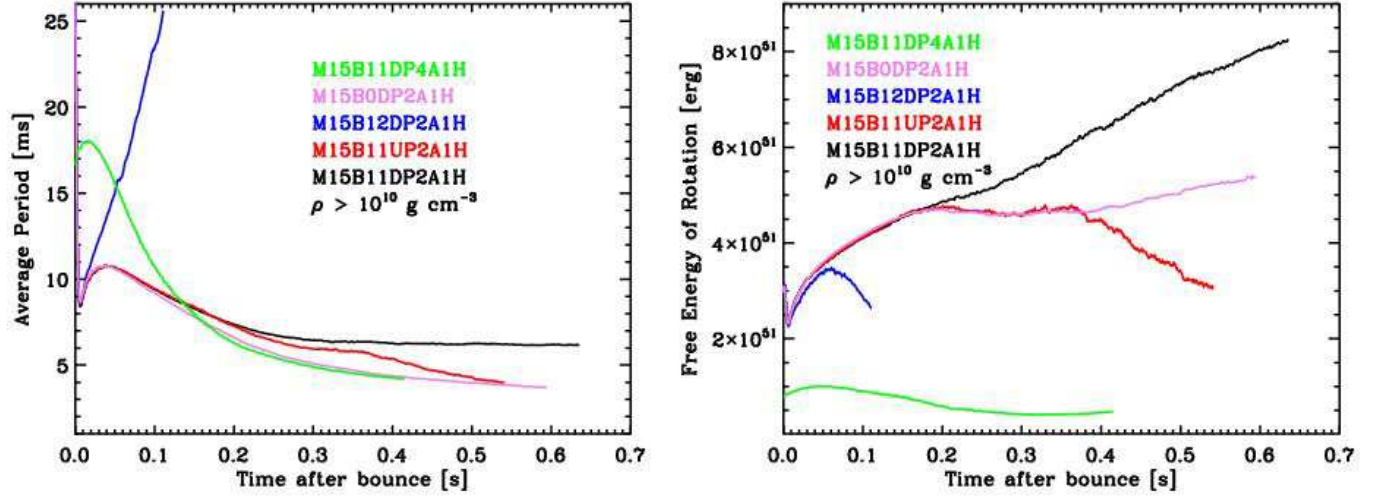 25
20
15
10
5
Average Period [ms]
M15B11DP4A1H
M15B0DP2A1H
M15B12DP2A1H
M15B11UP2A1H
M15B11DP2A1H
ρ > 10¹⁰ g cm⁻³
0.0 0.1 0.2 0.3 0.4 0.5 0.6 0.7
Time after bounce [s]
8×10⁵¹
6×10⁵¹
4×10⁵¹
2×10⁵¹
Free Energy of Rotation [erg]
M15B11DP4A1H
M15B0DP2A1H
M15B12DP2A1H
M15B11UP2A1H
M15B11DP2A1H
ρ > 10¹⁰ g cm⁻³
0.0 0.1 0.2 0.3 0.4 0.5 0.6 0.7
Time after bounce [s]